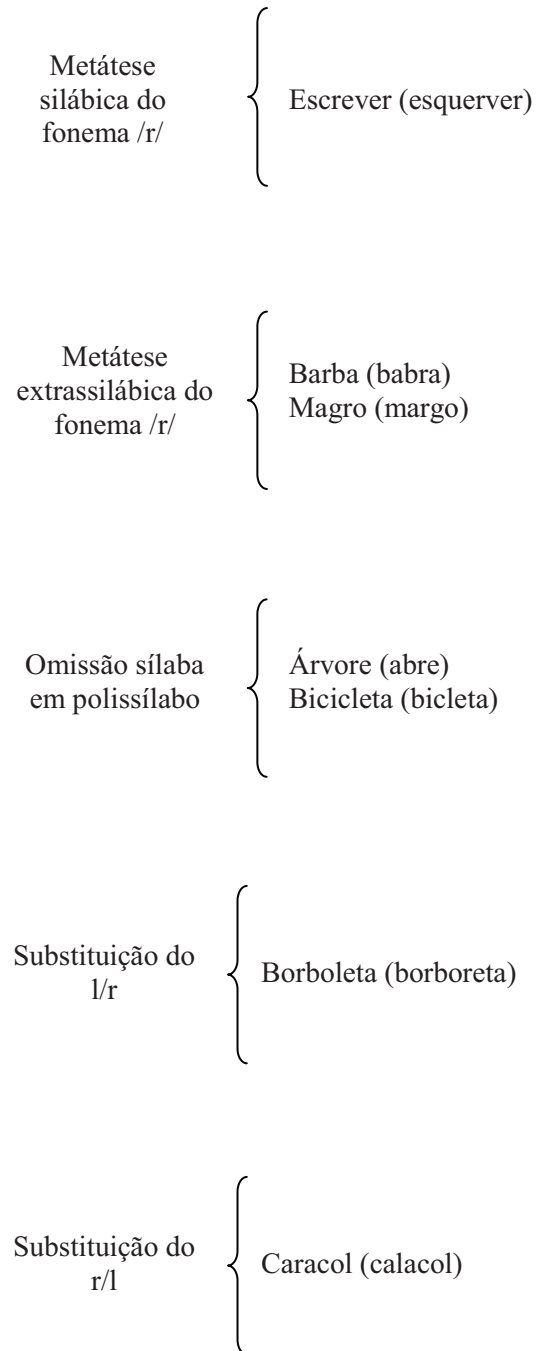 Metátese
silábica do
fonema /r/
Escrever (esquerver)
Metátese
extrassilábica do
fonema /r/
Barba (babra)
Magro (margo)
Omissão sílaba
em polissílabo
Árvore (abre)
Bicicleta (bicleta)
Substituição do
l/r
Borboleta (borboreta)
Substituição do
r/l
Caracol (calacol)